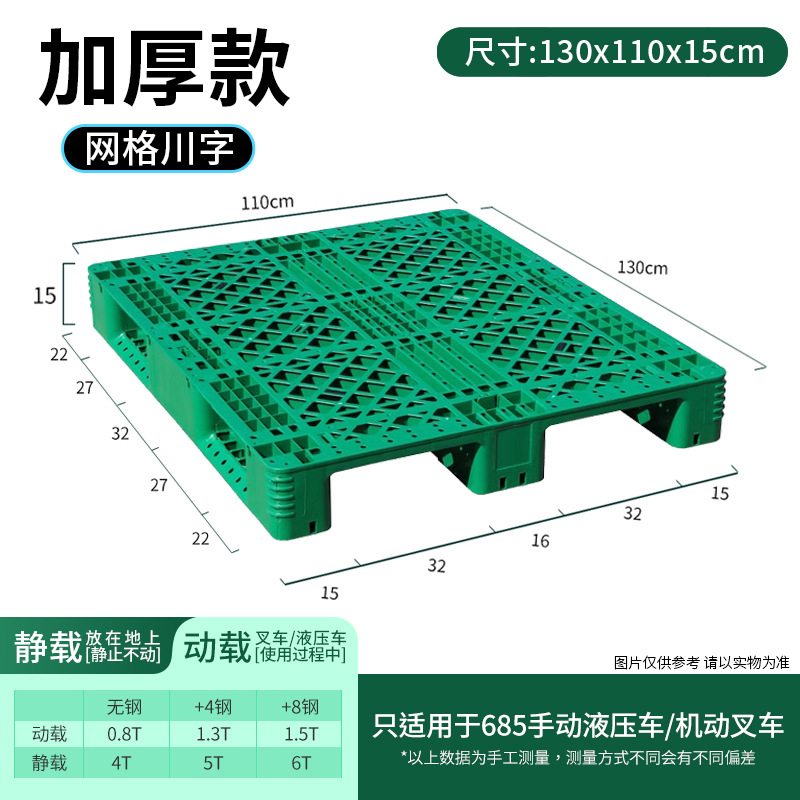 加厚款
网格川字
尺寸:130x110x15cm
110cm
130cm
15
22
27
32
27
22
15
32
16
32
15
静载 放在地上
[静止不动]
动载 叉车/液压车
[使用过程中]
图片仅供参考 请以实物为准
无钢 +4钢 +8钢
动载 0.8T 1.3T 1.5T
静载 4T 5T 6T
只适用于685手动液压车/机动叉车
*以上数据为手工测量，测量方式不同会有不同偏差